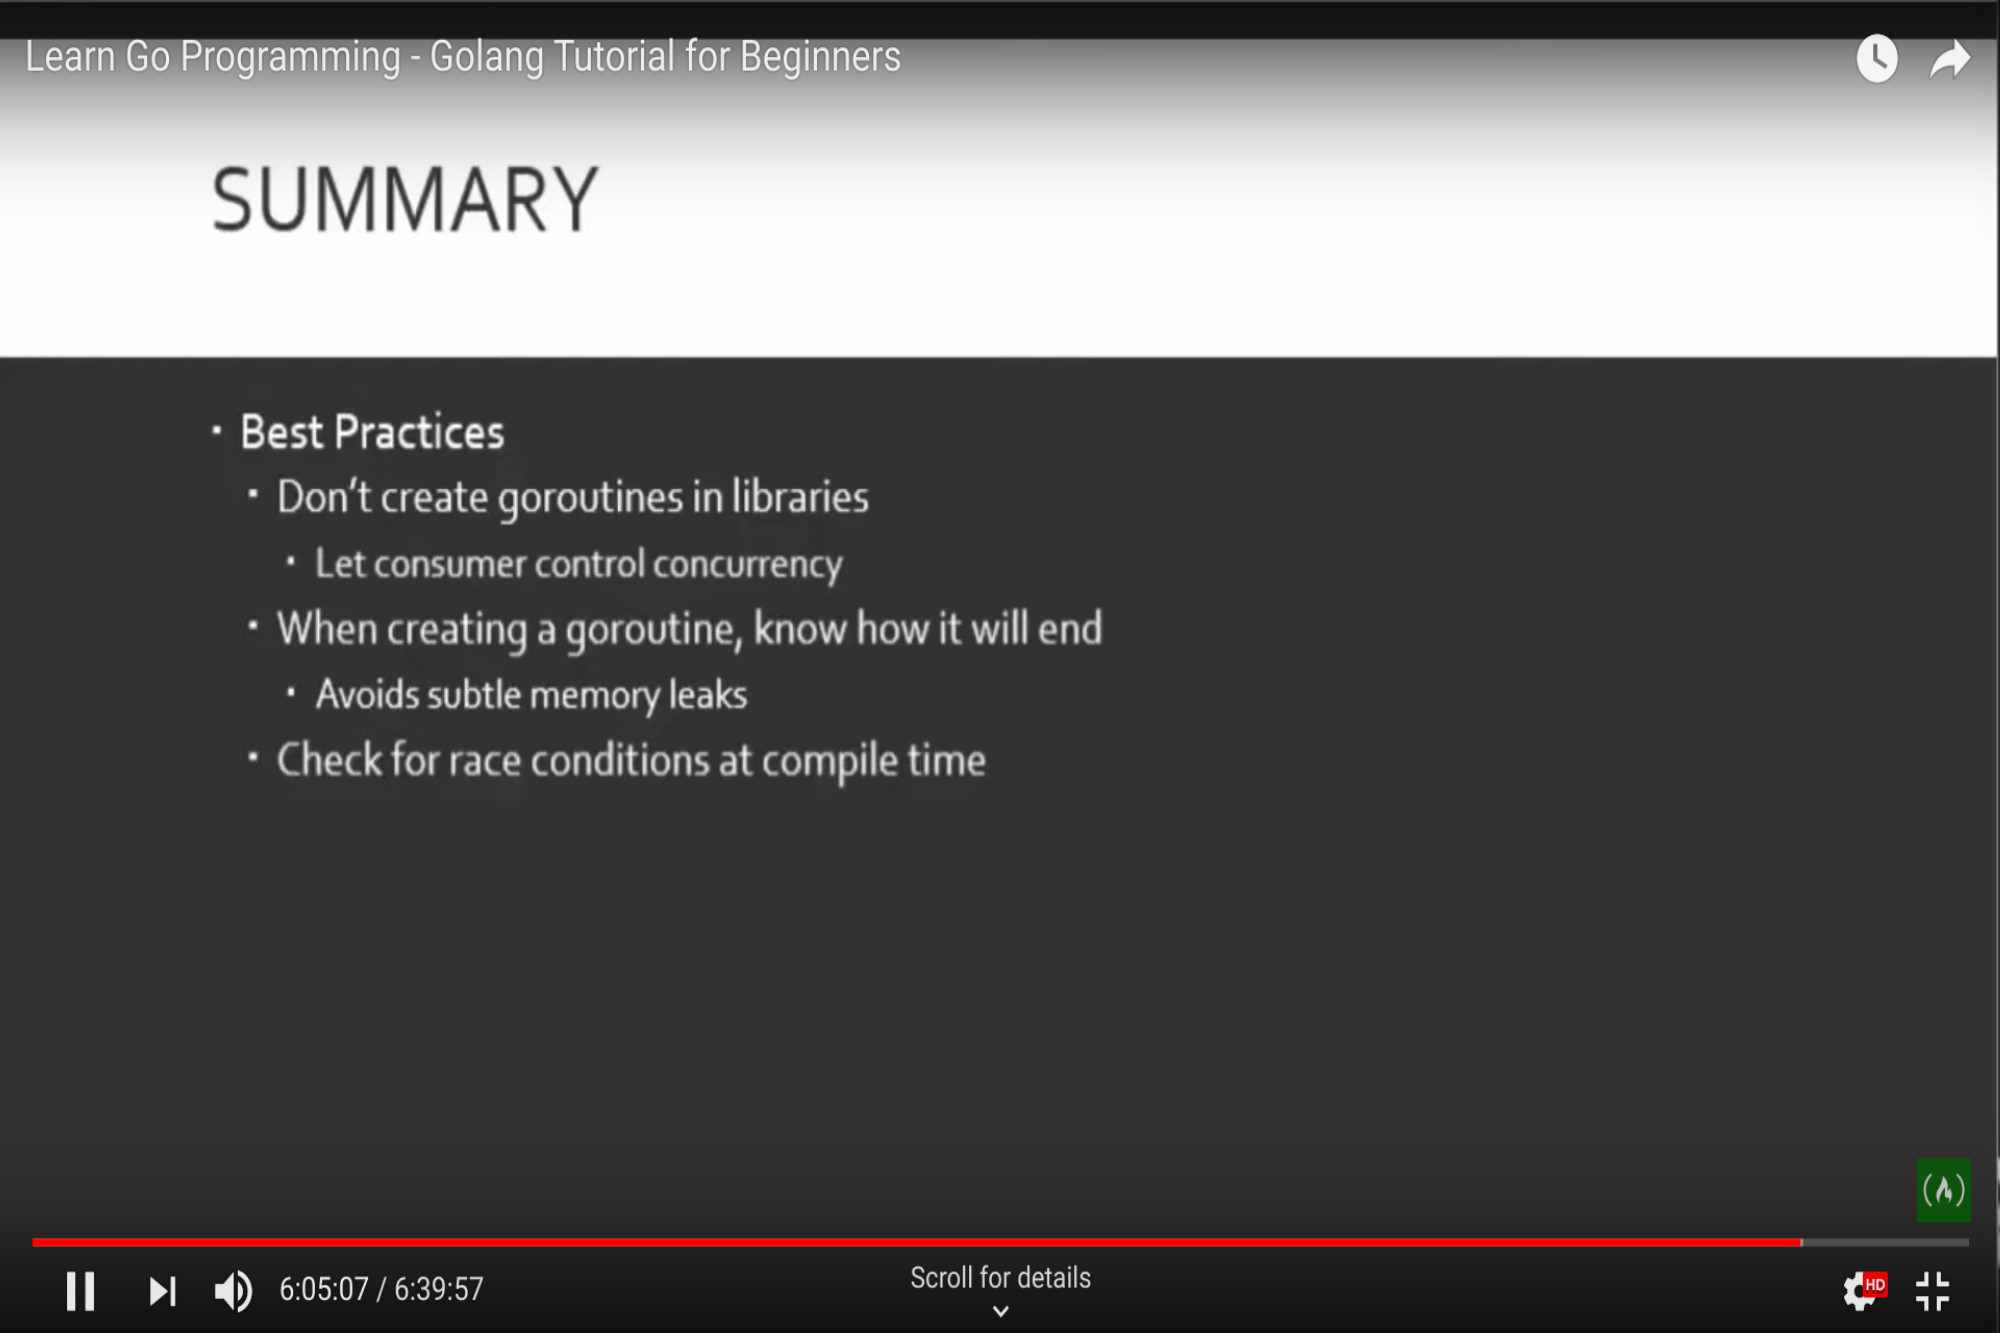 Learn Go Programming - Golang Tutorial for Beginners
SUMMARY
▪ Best Practices
▪ Don't create goroutines in libraries
▪ Let consumer control concurrency
▪ When creating a goroutine, know how it will end
▪ Avoids subtle memory leaks
▪ Check for race conditions at compile time
6:05:07 / 6:39:57
Scroll for details
HD